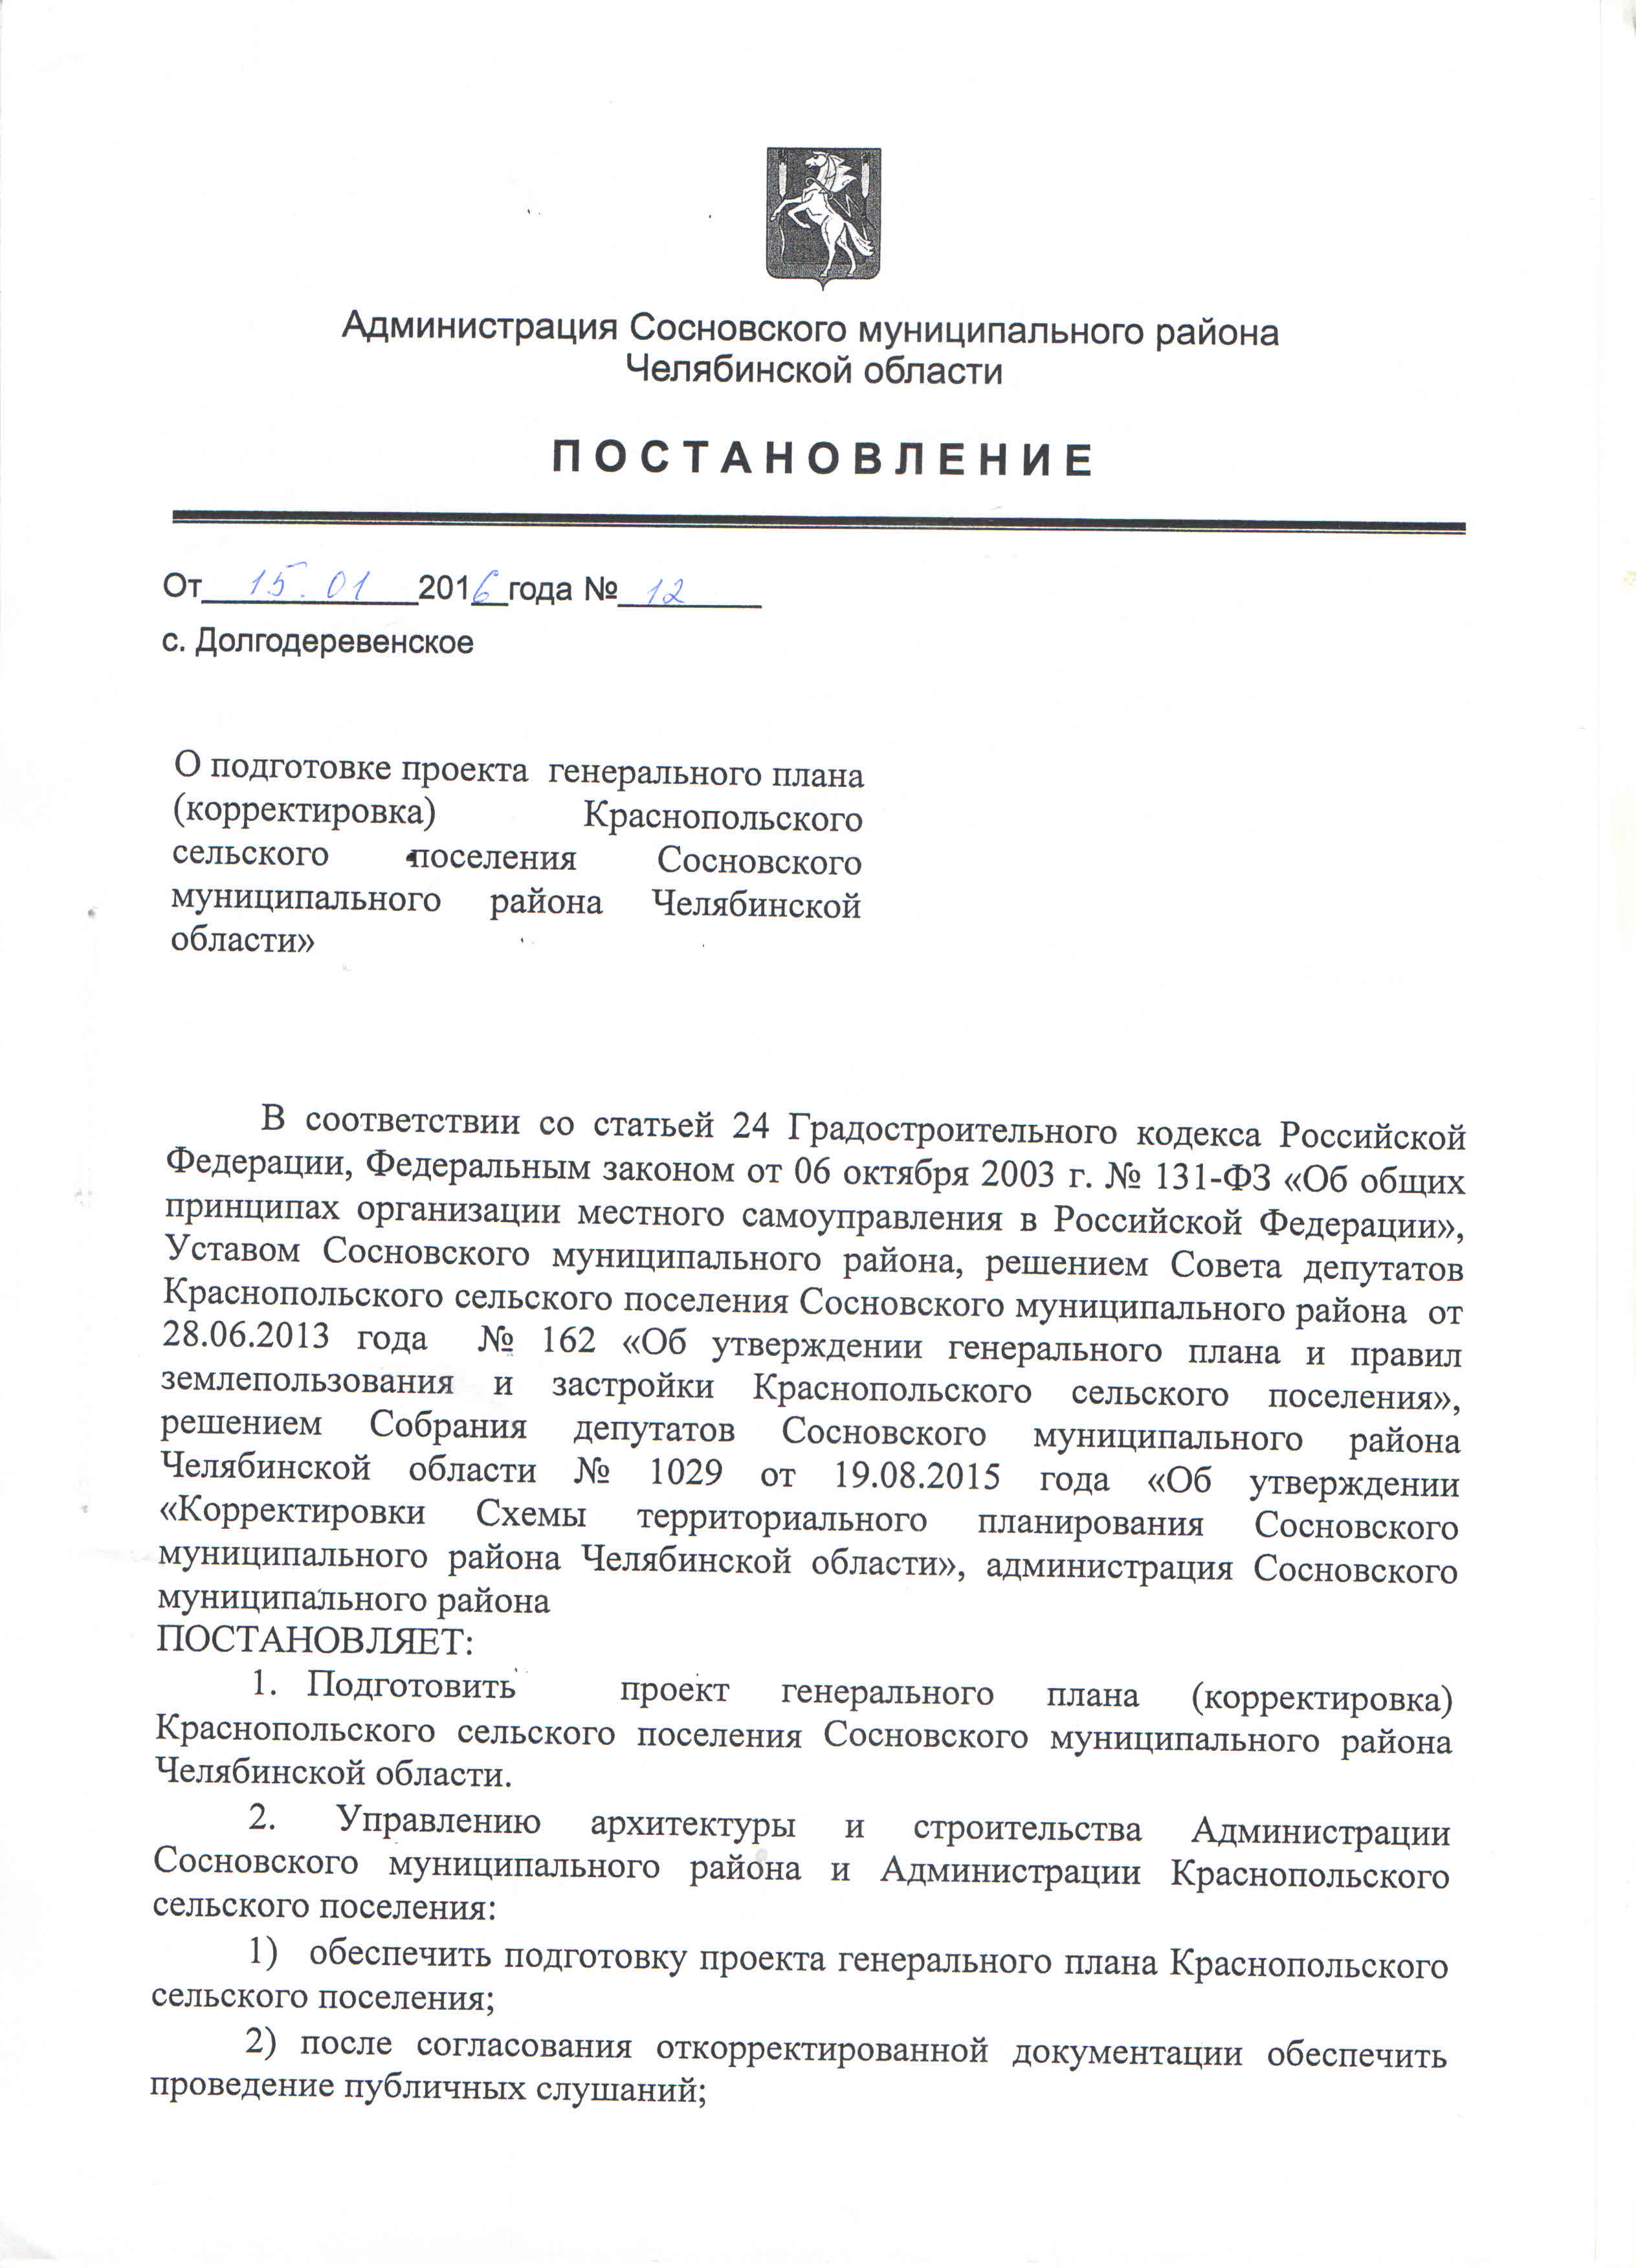 Администрация Сосновского муниципального района
Челябинской области
ПОСТАНОВЛЕНИЕ
От 15.01 2016 года № 12
с. Долгодеревенское
О подготовке проекта генерального плана
(корректировка) Краснопольского
сельского поселения Сосновского
муниципального района Челябинской
области»
В соответствии со статьей 24 Градостроительного кодекса Российской
Федерации, Федеральным законом от 06 октября 2003 г. № 131-ФЗ «Об общих
принципах организации местного самоуправления в Российской Федерации»,
Уставом Сосновского муниципального района, решением Совета депутатов
Краснопольского сельского поселения Сосновского муниципального района от
28.06.2013 года № 162 «Об утверждении генерального плана и правил
землепользования и застройки Краснопольского сельского поселения»,
решением Собрания депутатов Сосновского муниципального района
Челябинской области № 1029 от 19.08.2015 года «Об утверждении
«Корректировки Схемы территориального планирования Сосновского
муниципального района Челябинской области», администрация Сосновского
муниципального района
ПОСТАНОВЛЯЕТ:
1. Подготовить проект генерального плана (корректировка)
Краснопольского сельского поселения Сосновского муниципального района
Челябинской области.
2. Управлению архитектуры и строительства Администрации
Сосновского муниципального района и Администрации Краснопольского
сельского поселения:
1) обеспечить подготовку проекта генерального плана Краснопольского
сельского поселения;
2) после согласования откорректированной документации обеспечить
проведение публичных слушаний;